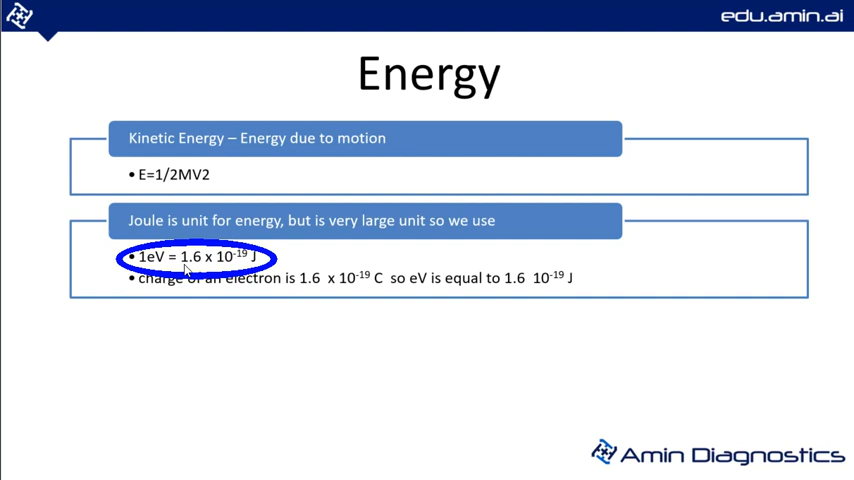 edu.amin.ai
Energy
Kinetic Energy – Energy due to motion
• E=1/2MV2
Joule is unit for energy, but is very large unit so we use
• 1eV = 1.6 x 10⁻¹⁹ J
• charge of an electron is 1.6 x 10⁻¹⁹ C so eV is equal to 1.6 10⁻¹⁹ J
Amin Diagnostics